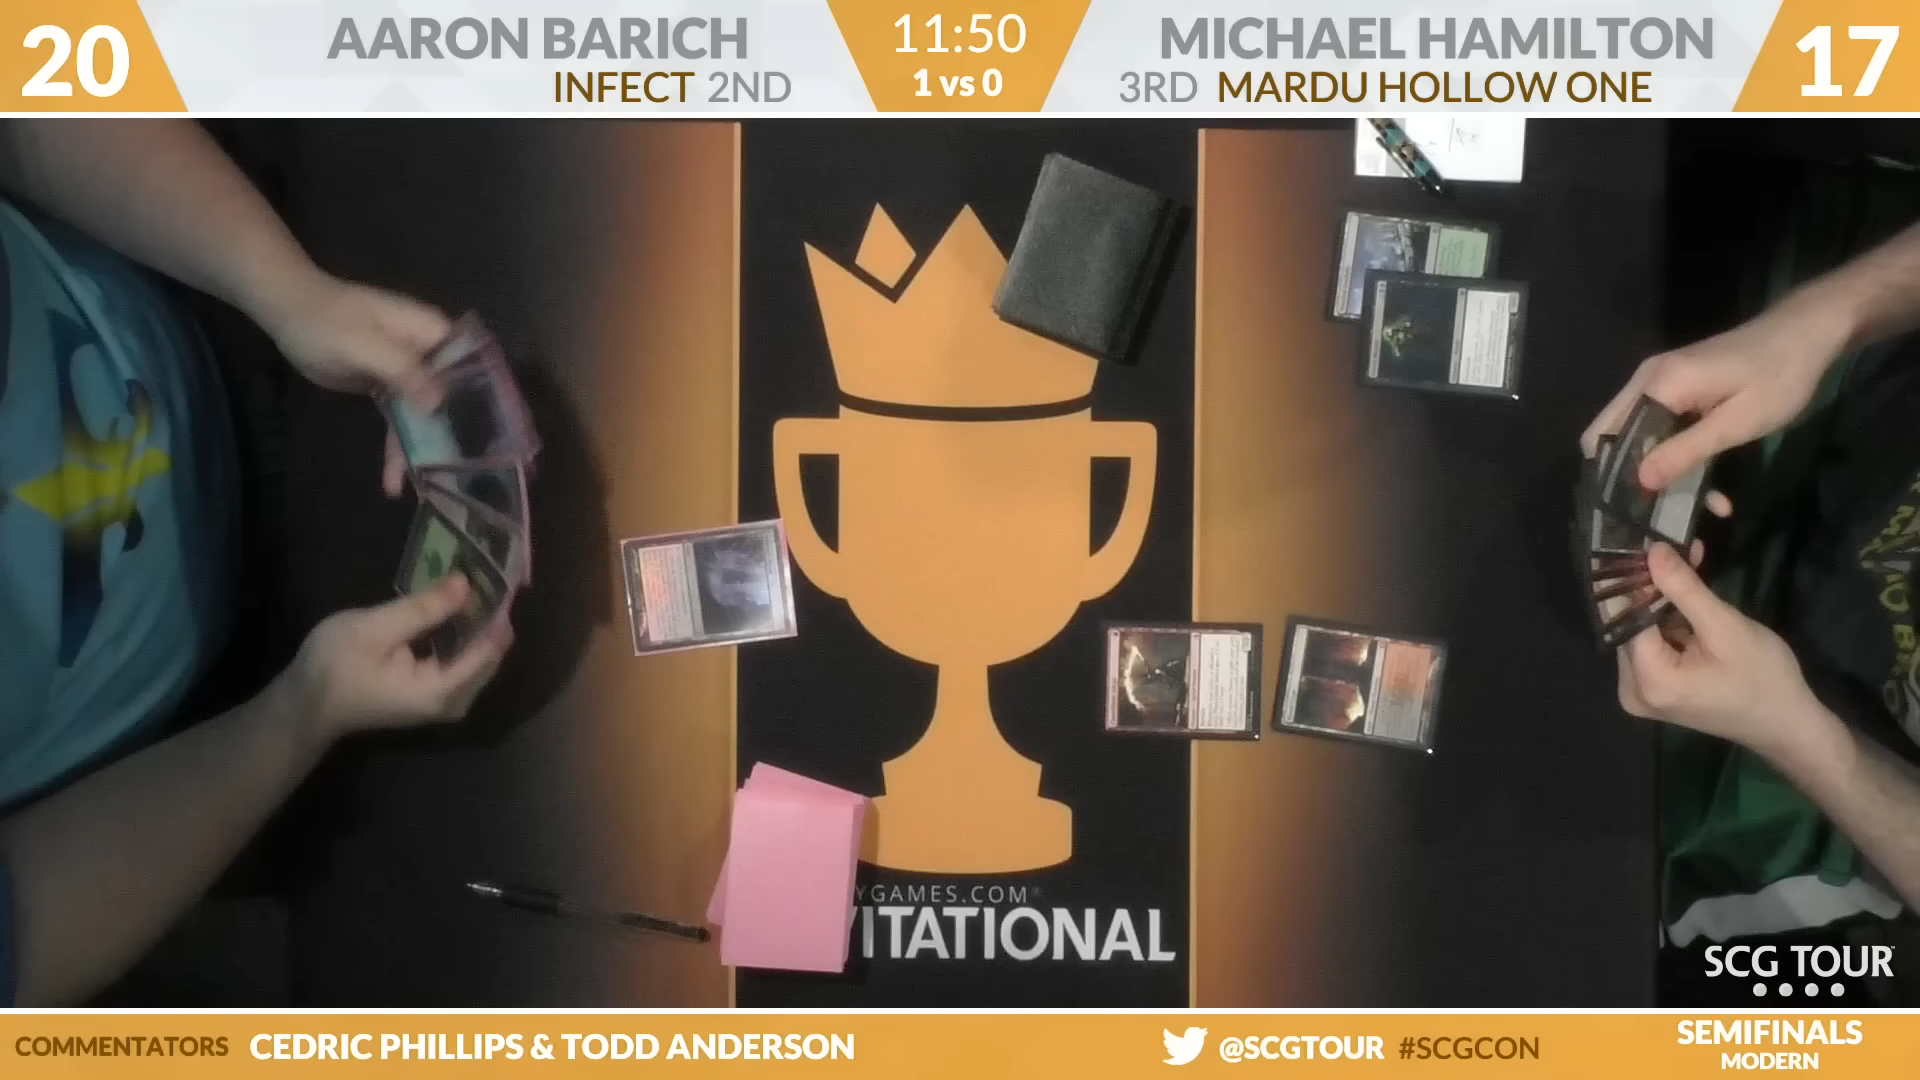 20
AARON BARICH
INFECT 2ND
11:50
1 vs 0
MICHAEL HAMILTON
3RD MARDU HOLLOW ONE
17
YGAMES.COM
ITATIONAL
SCG TOUR
COMMENTATORS CEDRIC PHILLIPS & TODD ANDERSON
@SCGTOUR #SCGCON
SEMIFINALS
MODERN